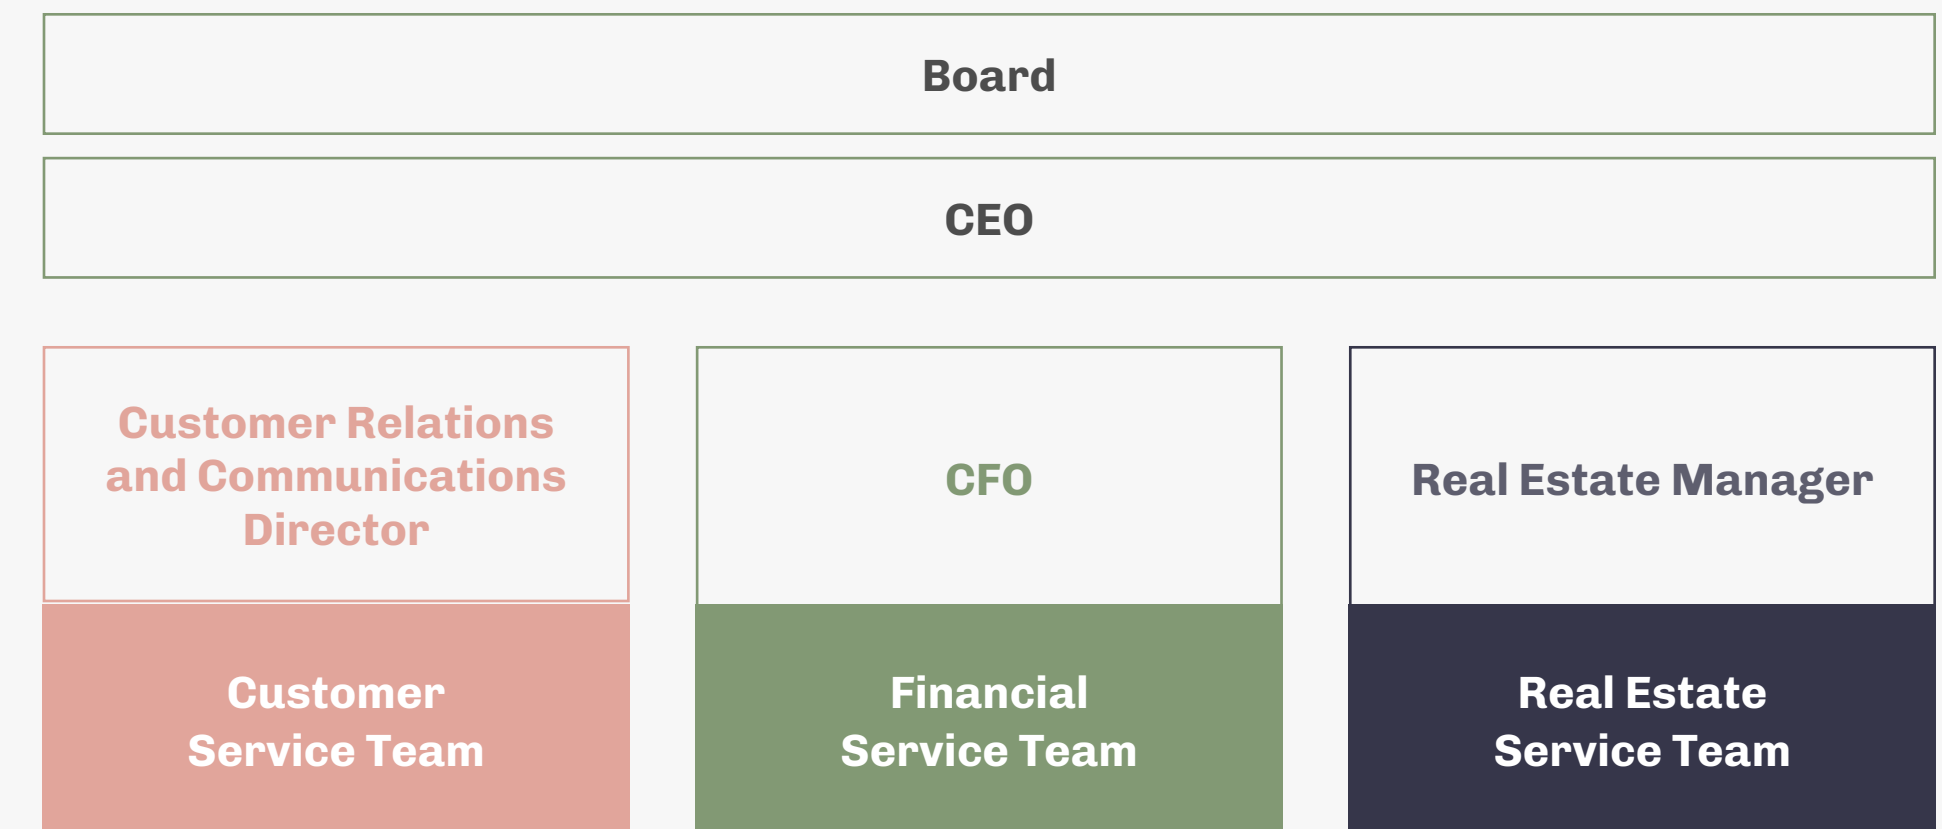 Board
CEO
Customer Relations
and Communications
Director
CFO
Real Estate Manager
Customer
Service Team
Financial
Service Team
Real Estate
Service Team